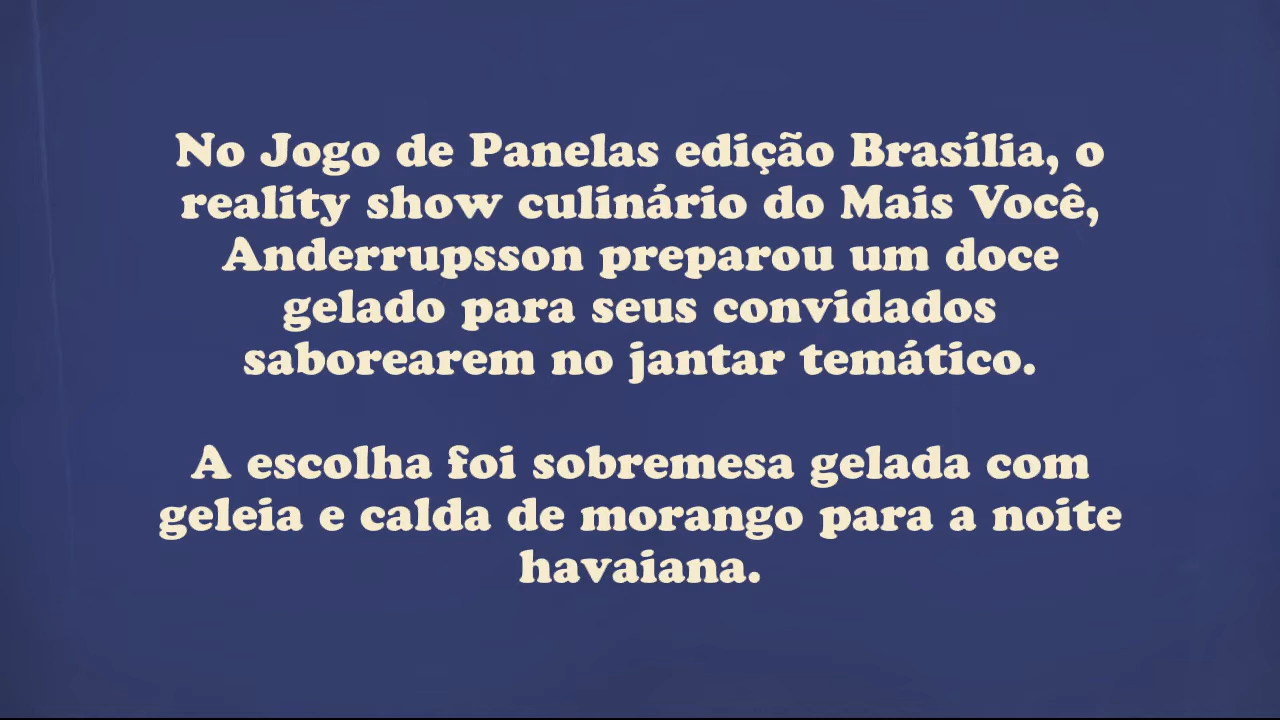 No Jogo de Panelas edição Brasília, o
reality show culinário do Mais Você,
Anderrupsson preparou um doce
gelado para seus convidados
saborearem no jantar temático.
A escolha foi sobremesa gelada com
geleia e calda de morango para a noite
havaiana.